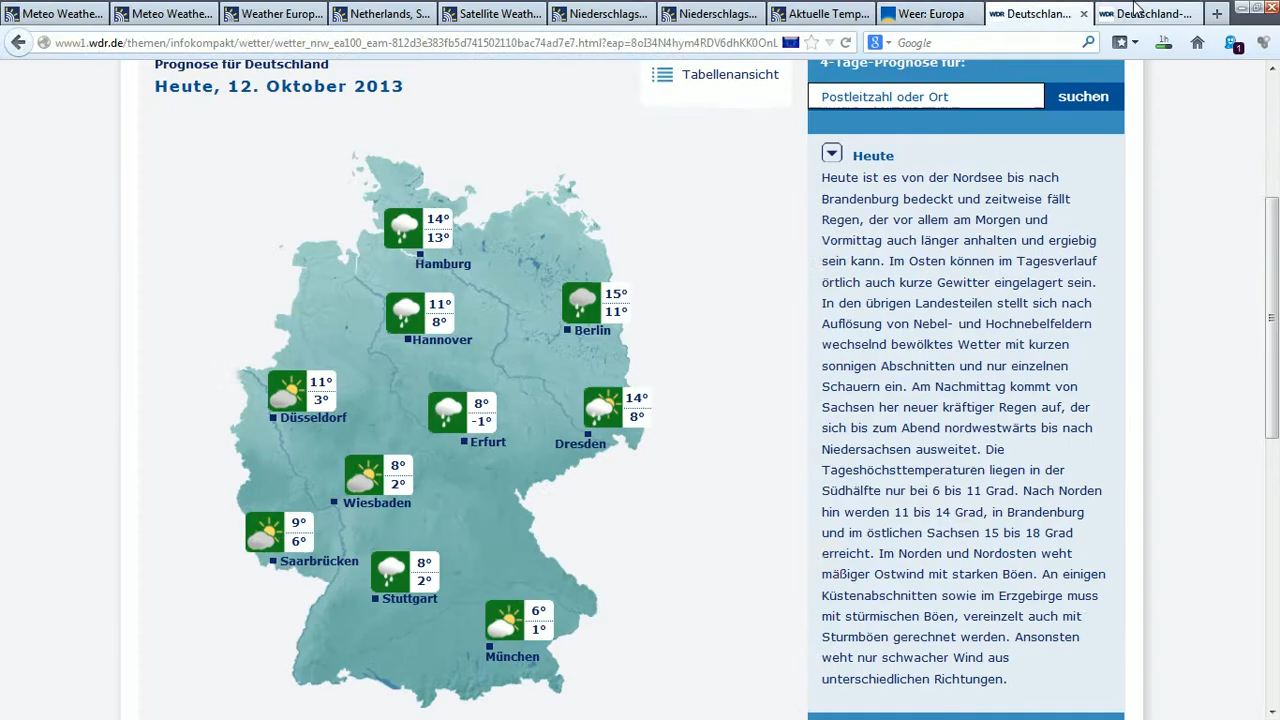 Meteo Weathe...
Meteo Weathe...
Weather Europ...
Netherlands, S...
Satellite Weath...
Niederschlags...
Niederschlags...
Aktuelle Temp...
Weer: Europa
WDR Deutschlan...
WDR Deutschland-...
www1.wdr.de/themen/infokompakt/wetter/wetter_nrw_ea100_eam-812d3e383fb5d741502110bac74ad7e7.html?eap=8oI34N4hym4RDV6dhKK0OnL
Google
1h
1
Prognose für Deutschland
Heute, 12. Oktober 2013
Tabellenansicht
14°
13°
Hamburg
11°
8°
Hannover
15°
11°
Berlin
11°
3°
Düsseldorf
8°
-1°
Erfurt
14°
8°
Dresden
8°
2°
Wiesbaden
9°
6°
Saarbrücken
8°
2°
Stuttgart
6°
1°
München
4-Tage-Prognose für:
Postleitzahl oder Ort
suchen
Heute
Heute ist es von der Nordsee bis nach
Brandenburg bedeckt und zeitweise fällt
Regen, der vor allem am Morgen und
Vormittag auch länger anhalten und ergiebig
sein kann. Im Osten können im Tagesverlauf
örtlich auch kurze Gewitter eingelagert sein.
In den übrigen Landesteilen stellt sich nach
Auflösung von Nebel- und Hochnebelfeldern
wechselnd bewölktes Wetter mit kurzen
sonnigen Abschnitten und nur einzelnen
Schauern ein. Am Nachmittag kommt von
Sachsen her neuer kräftiger Regen auf, der
sich bis zum Abend nordwestwärts bis nach
Niedersachsen ausweitet. Die
Tageshöchsttemperaturen liegen in der
Südhälfte nur bei 6 bis 11 Grad. Nach Norden
hin werden 11 bis 14 Grad, in Brandenburg
und im östlichen Sachsen 15 bis 18 Grad
erreicht. Im Norden und Nordosten weht
mäßiger Ostwind mit starken Böen. An einigen
Küstenabschnitten sowie im Erzgebirge muss
mit stürmischen Böen, vereinzelt auch mit
Sturmböen gerechnet werden. Ansonsten
weht nur schwacher Wind aus
unterschiedlichen Richtungen.